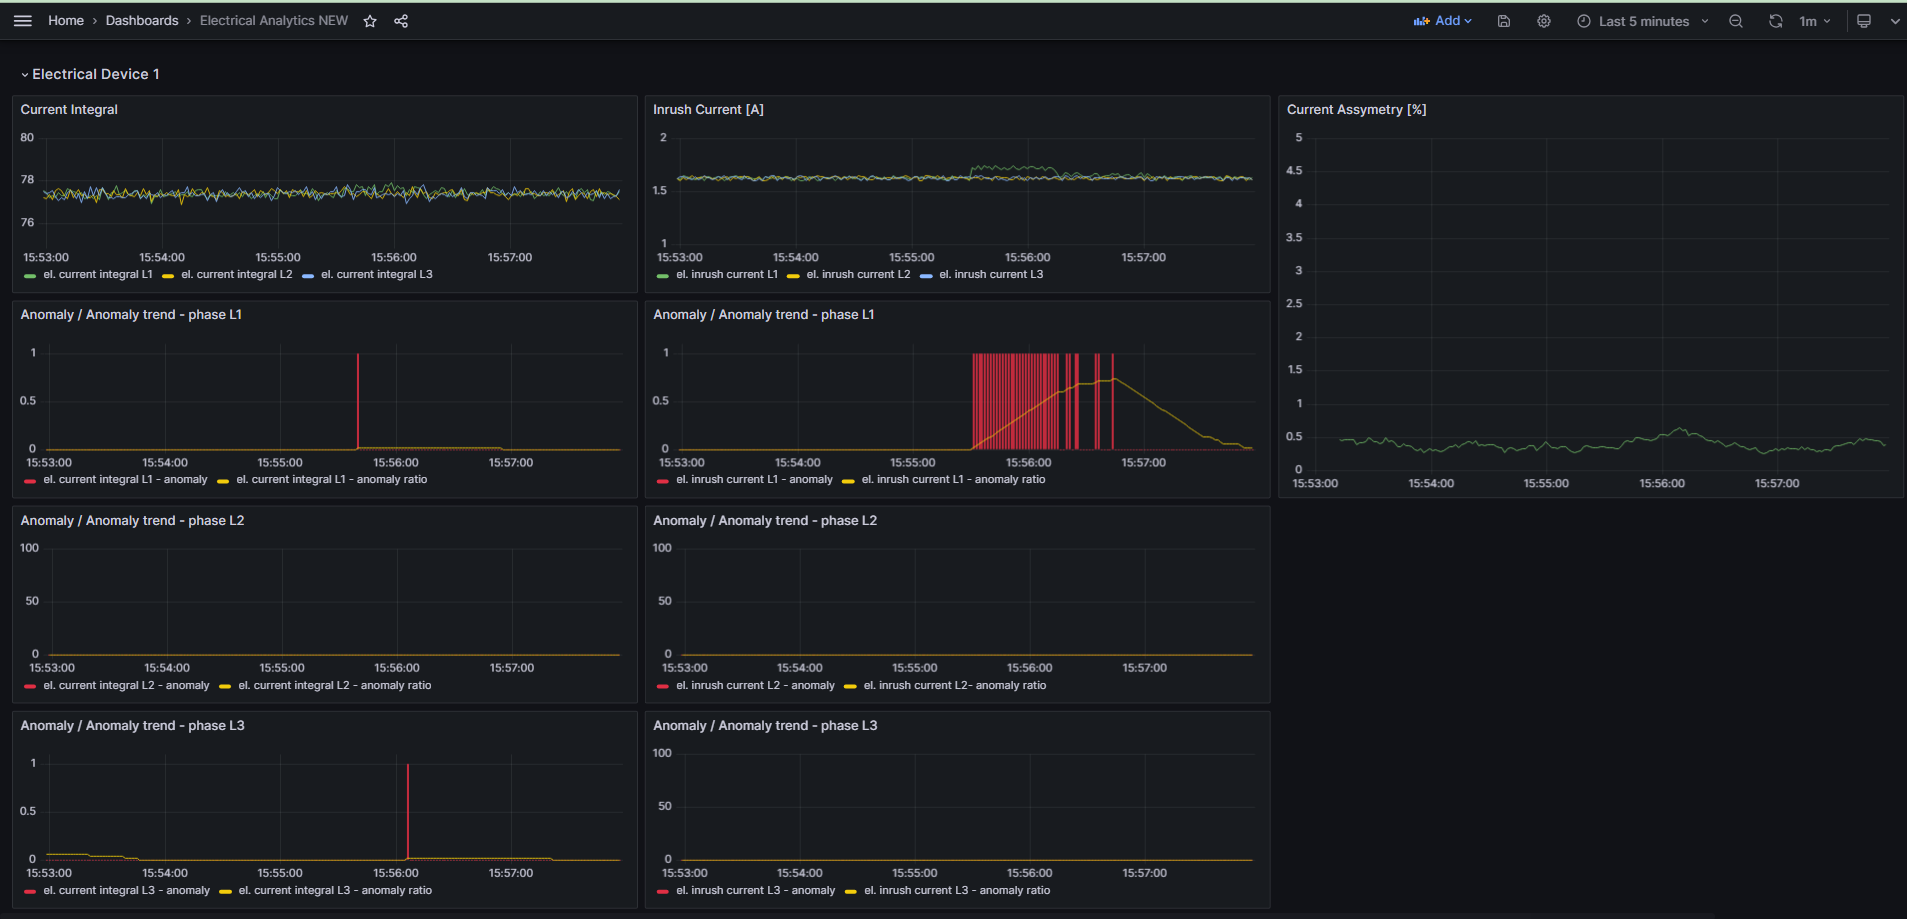 Home › Dashboards › Electrical Analytics NEW
Add
Last 5 minutes
1m
Electrical Device 1
Current Integral
80
78
76
15:53:00 15:54:00 15:55:00 15:56:00 15:57:00
el. current integral L1 el. current integral L2 el. current integral L3
Inrush Current [A]
2
1.5
1
15:53:00 15:54:00 15:55:00 15:56:00 15:57:00
el. inrush current L1 el. inrush current L2 el. inrush current L3
Current Assymetry [%]
5
4.5
4
3.5
3
2.5
2
1.5
1
0.5
0
15:53:00 15:54:00 15:55:00 15:56:00 15:57:00
Anomaly / Anomaly trend - phase L1
1
0.5
0
15:53:00 15:54:00 15:55:00 15:56:00 15:57:00
el. current integral L1 - anomaly el. current integral L1 - anomaly ratio
Anomaly / Anomaly trend - phase L1
1
0.5
0
15:53:00 15:54:00 15:55:00 15:56:00 15:57:00
el. inrush current L1 - anomaly el. inrush current L1 - anomaly ratio
Anomaly / Anomaly trend - phase L2
100
50
0
15:53:00 15:54:00 15:55:00 15:56:00 15:57:00
el. current integral L2 - anomaly el. current integral L2 - anomaly ratio
Anomaly / Anomaly trend - phase L2
100
50
0
15:53:00 15:54:00 15:55:00 15:56:00 15:57:00
el. inrush current L2 - anomaly el. inrush current L2- anomaly ratio
Anomaly / Anomaly trend - phase L3
1
0.5
0
15:53:00 15:54:00 15:55:00 15:56:00 15:57:00
el. current integral L3 - anomaly el. current integral L3 - anomaly ratio
Anomaly / Anomaly trend - phase L3
100
50
0
15:53:00 15:54:00 15:55:00 15:56:00 15:57:00
el. inrush current L3 - anomaly el. inrush current L3 - anomaly ratio